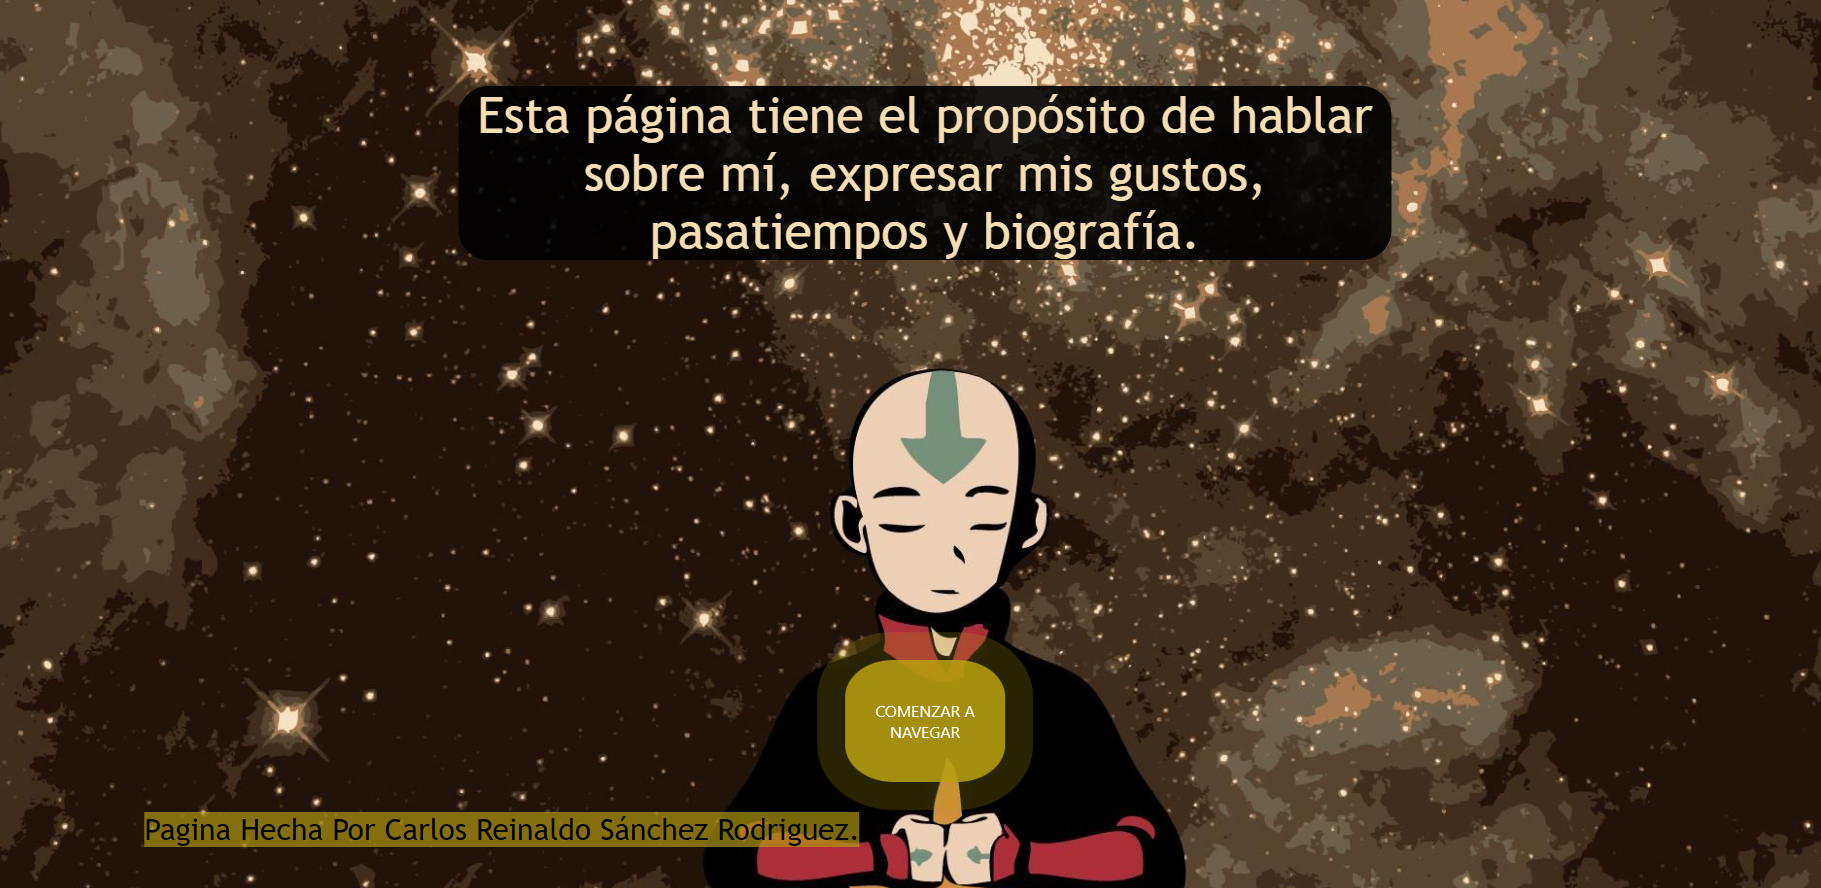 Esta página tiene el propósito de hablar
sobre mí, expresar mis gustos,
pasatiempos y biografía.
COMENZAR A
NAVEGAR
Pagina Hecha Por Carlos Reinaldo Sánchez Rodriguez.